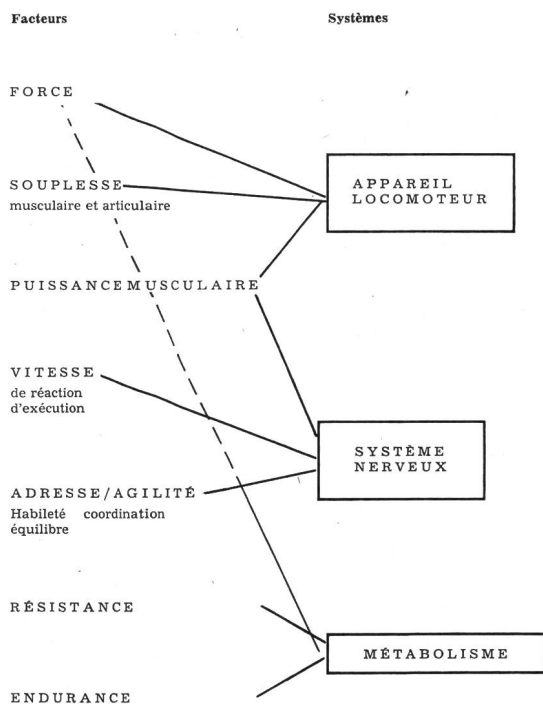 Facteurs
Systèmes
FORCE
SOUPLESSE
musculaire et articulaire
APPAREIL
LOCOMOTEUR
PUISSANCE MUSCULAIRE
VITESSE
de réaction
d'exécution
SYSTÈME
NERVEUX
ADRESSE/AGILITÉ
Habileté coordination
équilibre
RÉSISTANCE
MÉTABOLISME
ENDURANCE